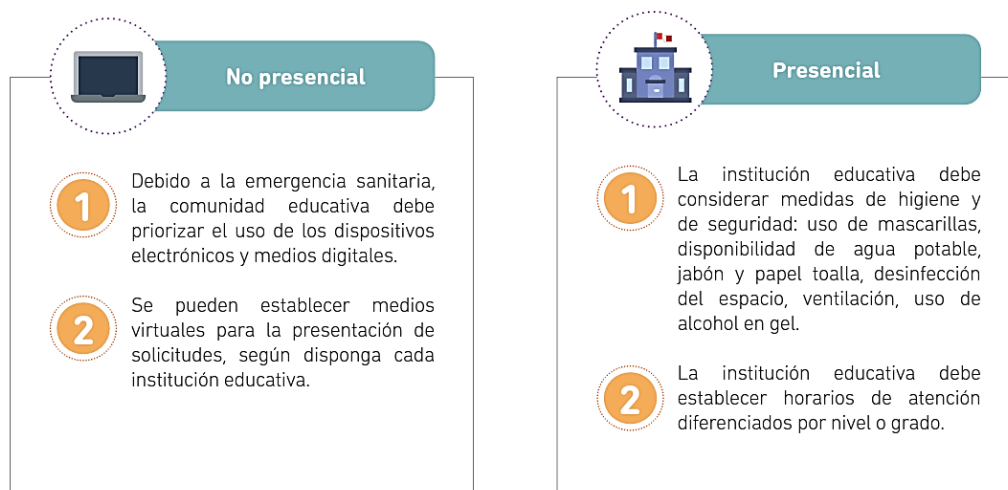 No presencial
1
Debido a la emergencia sanitaria,
la comunidad educativa debe
priorizar el uso de los dispositivos
electrónicos y medios digitales.
2
Se pueden establecer medios
virtuales para la presentación de
solicitudes, según disponga cada
institución educativa.
Presencial
1
La institución educativa debe
considerar medidas de higiene y
de seguridad: uso de mascarillas,
disponibilidad de agua potable,
jabón y papel toalla, desinfección
del espacio, ventilación, uso de
alcohol en gel.
2
La institución educativa debe
establecer horarios de atención
diferenciados por nivel o grado.